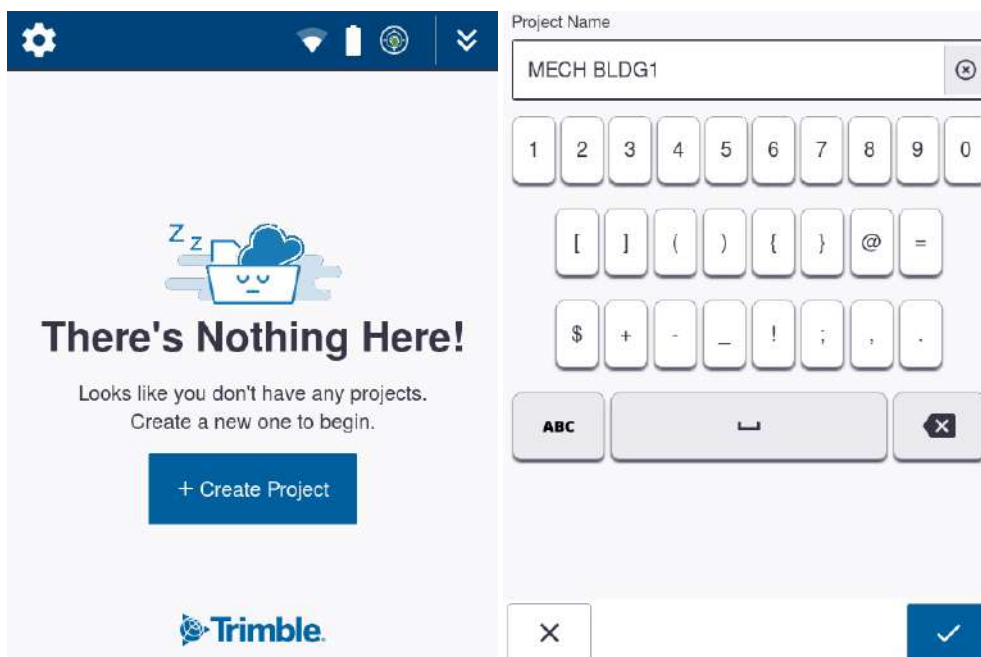 Z Z
There's Nothing Here!
Looks like you don't have any projects.
Create a new one to begin.
+ Create Project
Trimble.
Project Name
MECH BLDG1
1 2 3 4 5 6 7 8 9 0
[ ] ( ) { } @ =
$ + - _ ! ; , .
ABC